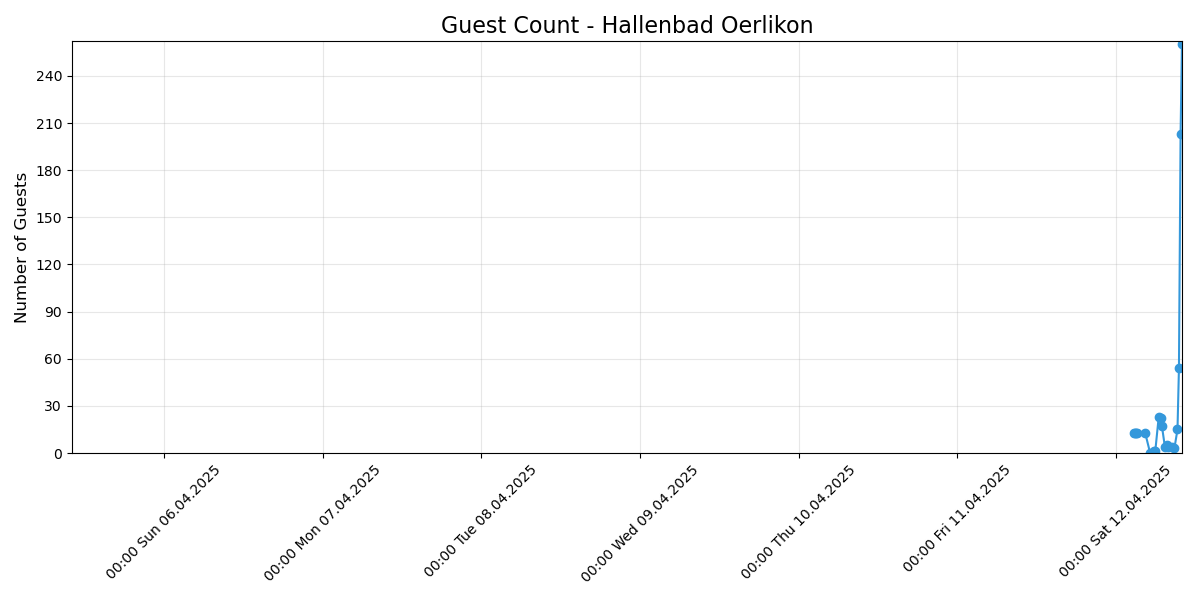 Guest Count - Hallenbad Oerlikon
Number of Guests
240
210
180
150
120
90
60
30
0
00:00 Sun 06.04.2025
00:00 Mon 07.04.2025
00:00 Tue 08.04.2025
00:00 Wed 09.04.2025
00:00 Thu 10.04.2025
00:00 Fri 11.04.2025
00:00 Sat 12.04.2025